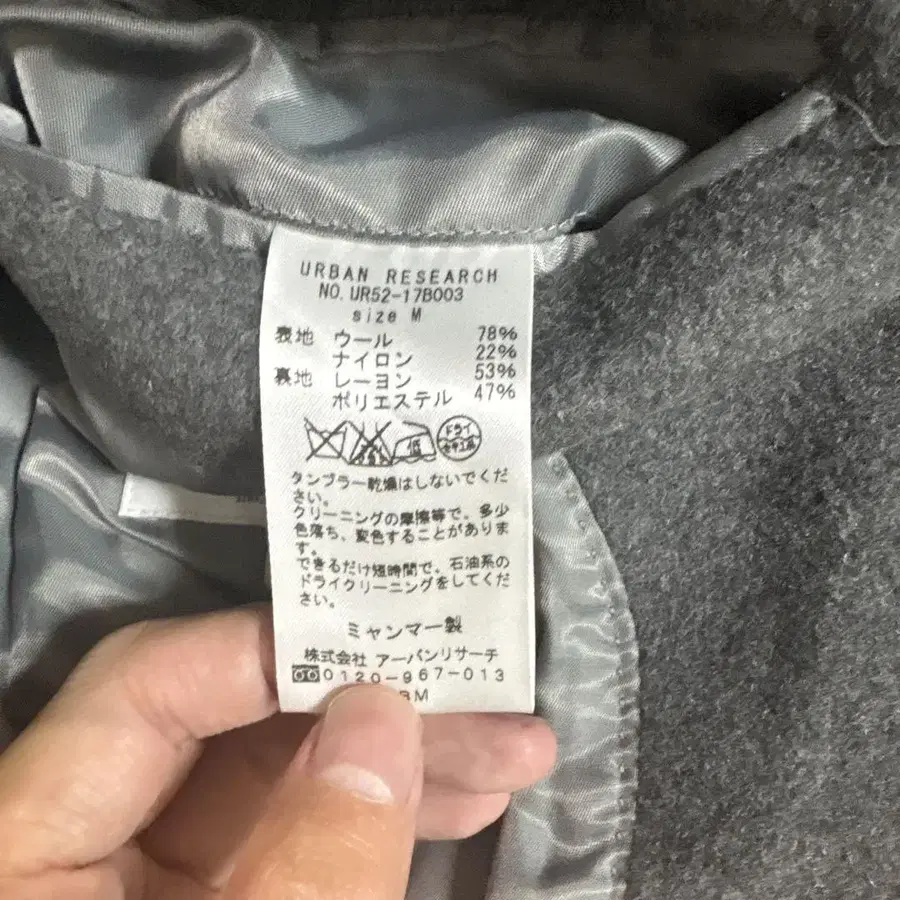 URBAN RESEARCH
NO. UR52-17B003
size M
表地 ウール 78%
ナイロン 22%
裏地 レーヨン 53%
ポリエステル 47%
低 ドライ
タンブラー乾燥はしないでくだ
さい。
クリーニングの摩擦等で、多少
色落ち、変色することがありま
す。
できるだけ短時間で、石油系の
ドライクリーニングをしてくだ
さい。
ミャンマー製
株式会社 アーバンリサーチ
0120-967-013
BM